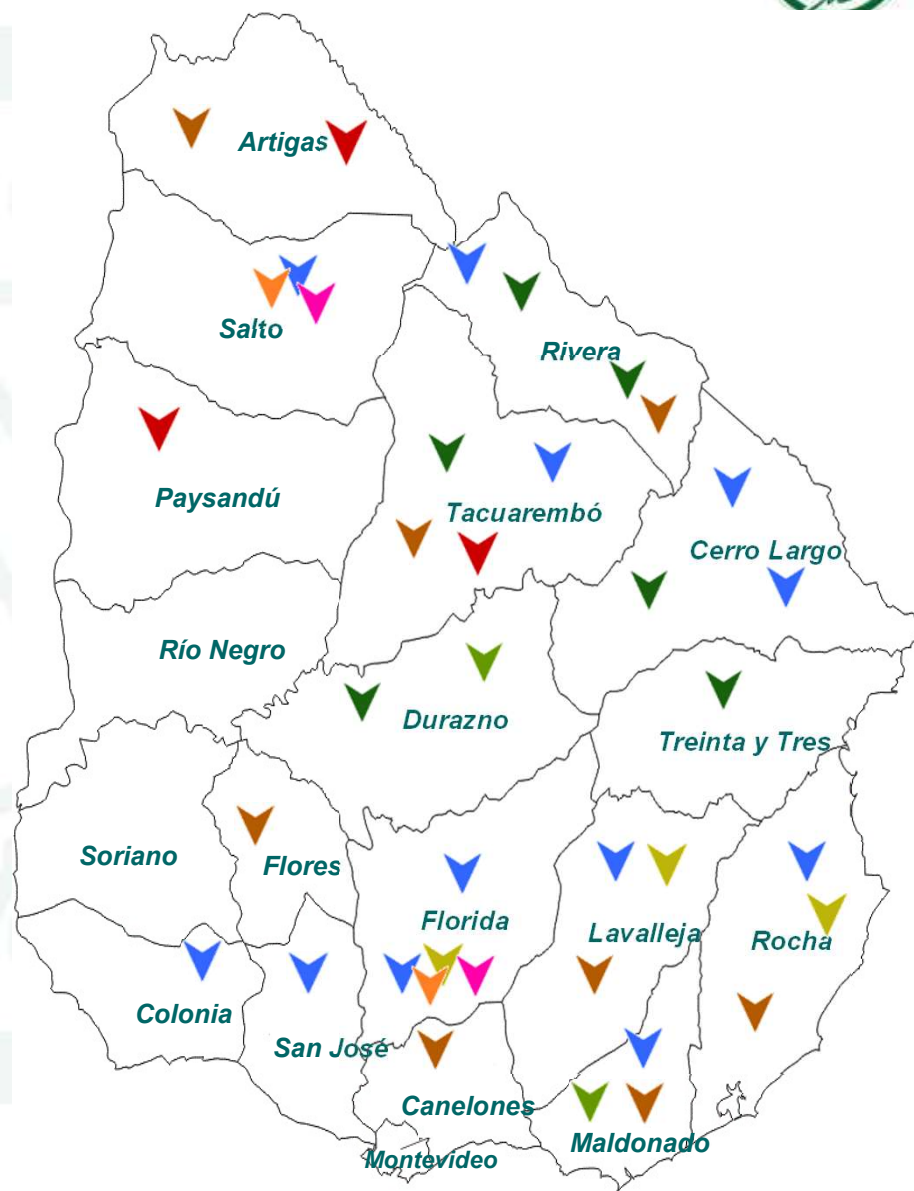 Artigas
Salto
Rivera
Paysandú
Tacuarembó
Cerro Largo
Río Negro
Durazno
Treinta y Tres
Soriano
Flores
Florida
Lavalleja
Rocha
Colonia
San José
Canelones
Maldonado
Montevideo